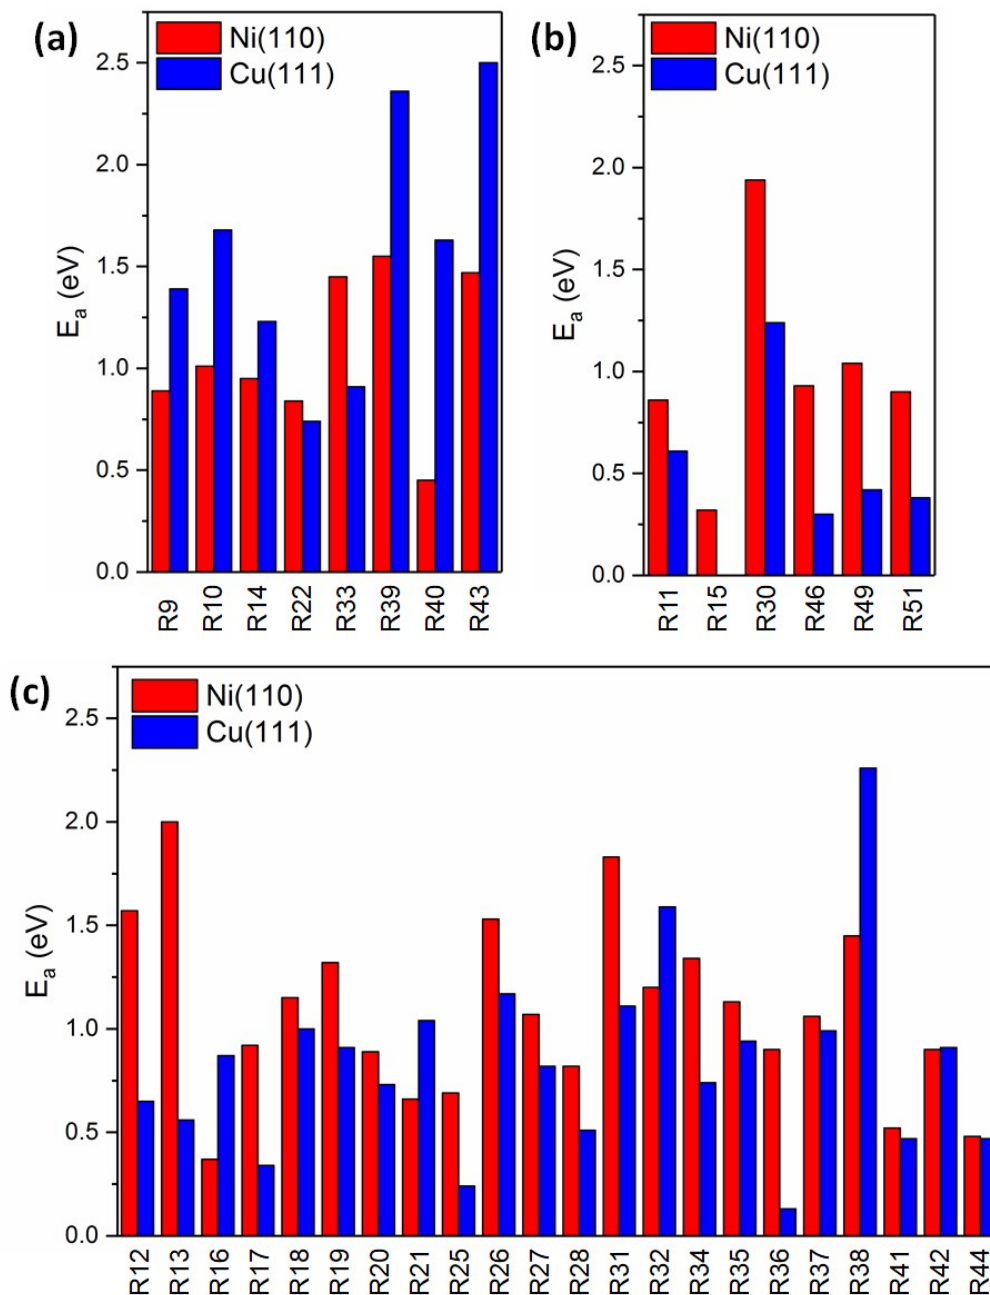 (a)
Ni(110)
Cu(111)
2.5
2.0
1.5
1.0
0.5
0.0
Eₐ (eV)
R9 R10 R14 R22 R33 R39 R40 R43
(b)
Ni(110)
Cu(111)
2.5
2.0
1.5
1.0
0.5
0.0
Eₐ (eV)
R11 R15 R30 R46 R49 R51
(c)
Ni(110)
Cu(111)
2.5
2.0
1.5
1.0
0.5
0.0
Eₐ (eV)
R12 R13 R16 R17 R18 R19 R20 R21 R25 R26 R27 R28 R31 R32 R34 R35 R36 R37 R38 R41 R42 R44